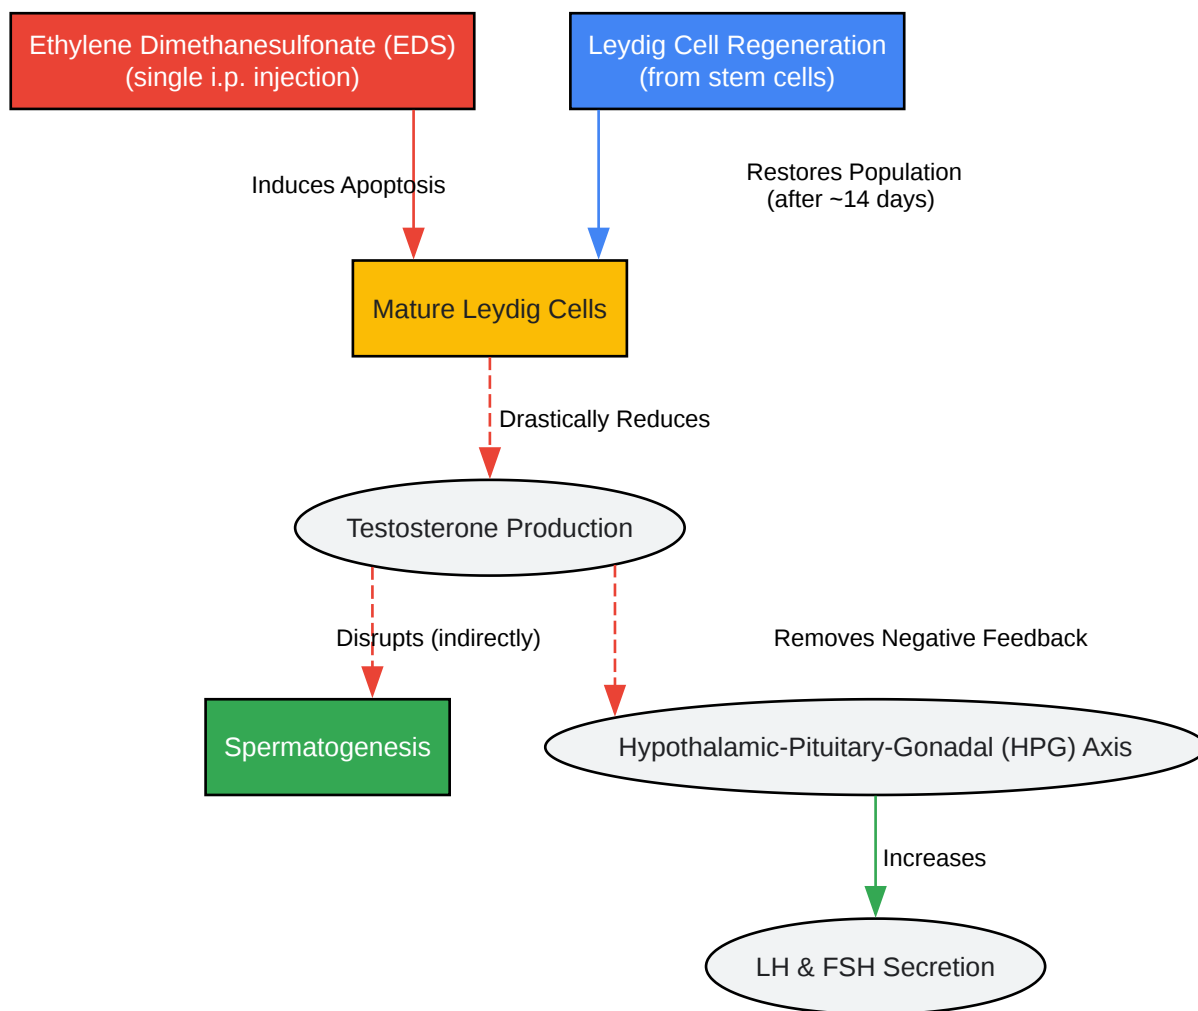 Ethylene Dimethanesulfonate (EDS)
(single i.p. injection)
Leydig Cell Regeneration
(from stem cells)
Induces Apoptosis
Restores Population
(after ~14 days)
Mature Leydig Cells
Drastically Reduces
Testosterone Production
Disrupts (indirectly)
Removes Negative Feedback
Spermatogenesis
Hypothalamic-Pituitary-Gonadal (HPG) Axis
Increases
LH & FSH Secretion